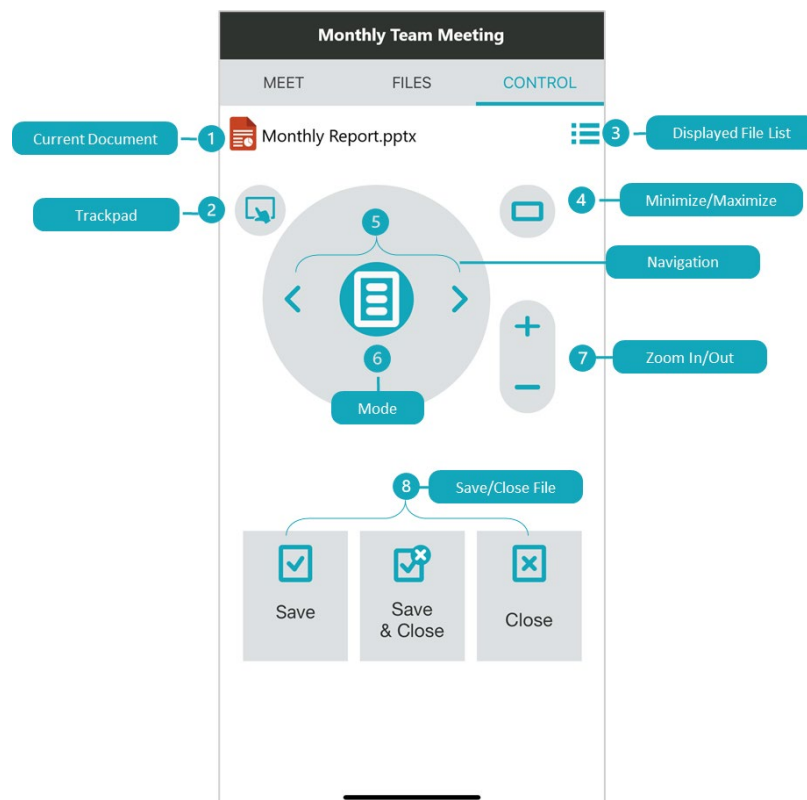 Monthly Team Meeting
MEET FILES CONTROL
Current Document 1 Monthly Report.pptx 3 Displayed File List
Trackpad 2 4 Minimize/Maximize
5
Navigation
6 7 Zoom In/Out
Mode
8 Save/Close File
Save Save & Close Close